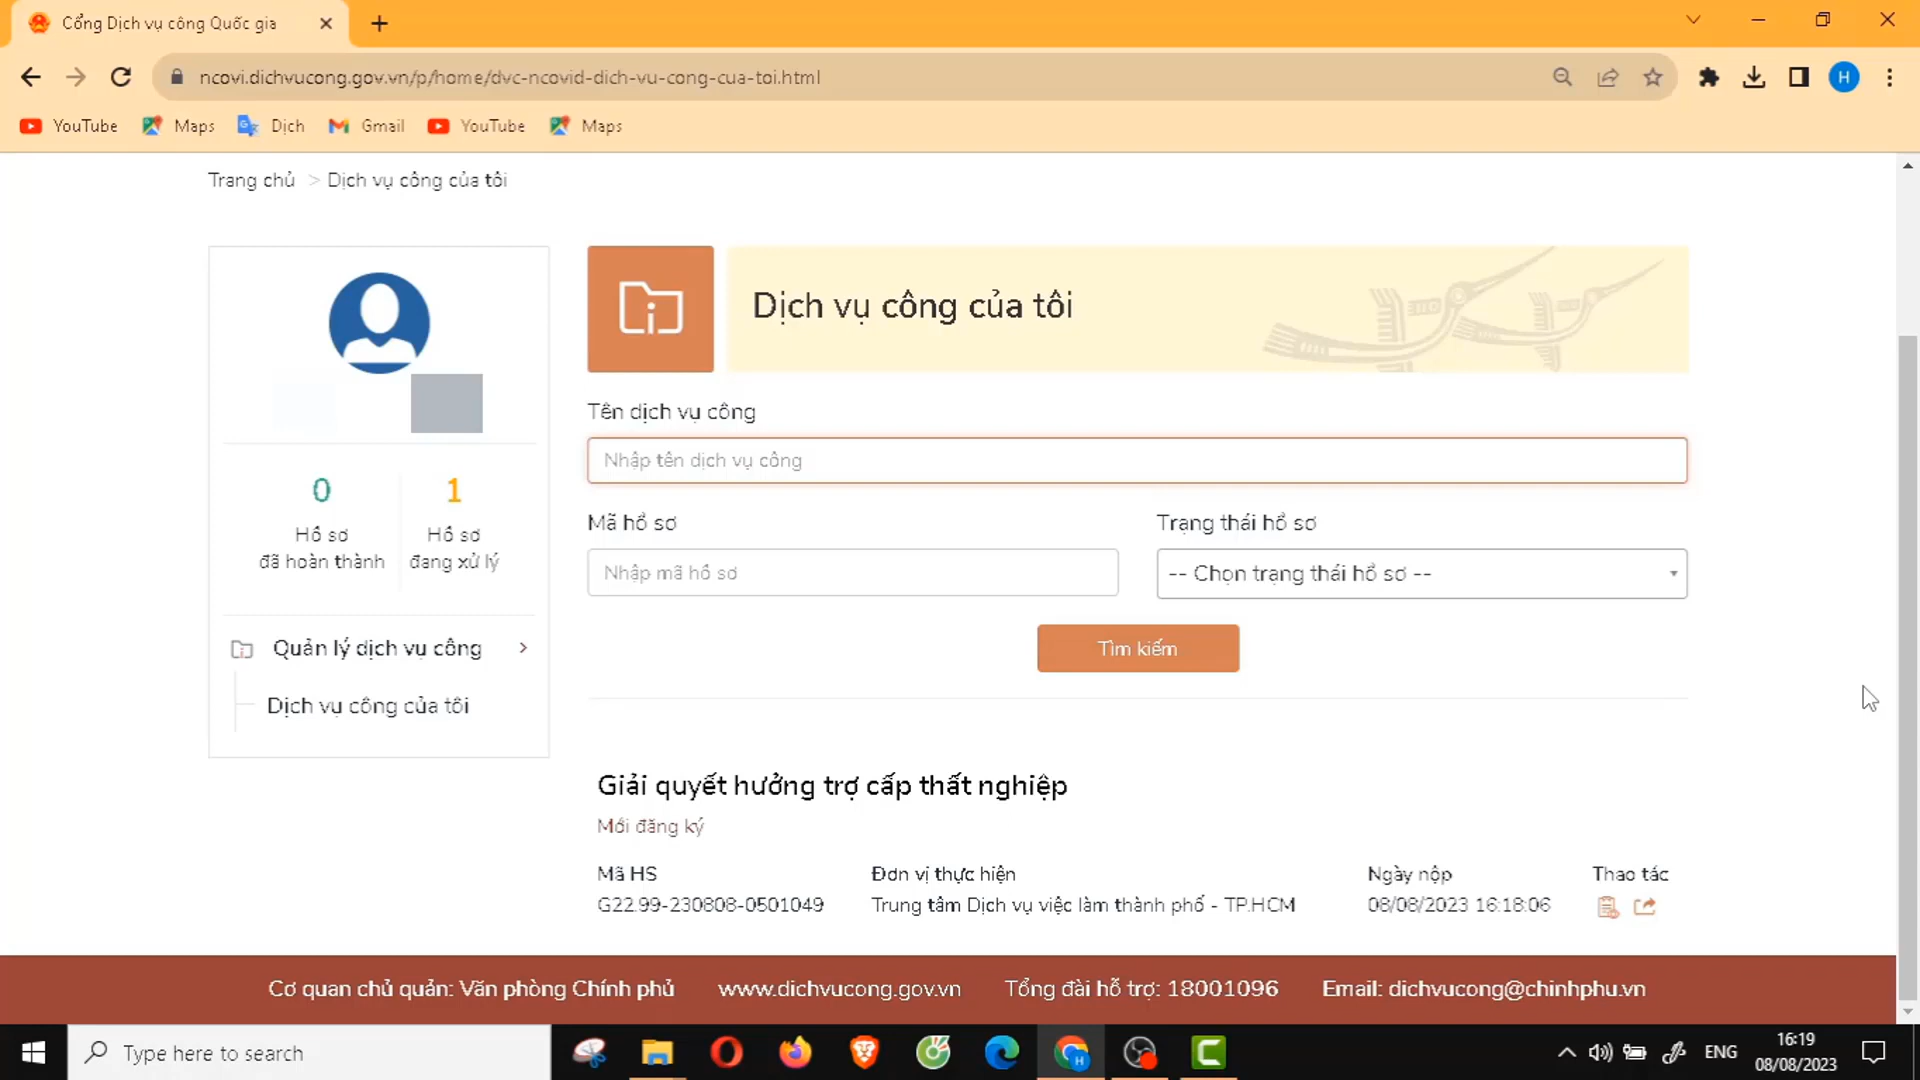 Cổng Dịch vụ công Quốc gia
ncovi.dichvucong.gov.vn/p/home/dvc-ncovid-dich-vu-cong-cua-toi.html
H
YouTube Maps Dịch Gmail YouTube Maps
Trang chủ > Dịch vụ công của tôi
Dịch vụ công của tôi
Tên dịch vụ công
Nhập tên dịch vụ công
0 1
Hồ sơ đã hoàn thành
Hồ sơ đang xử lý
Mã hồ sơ
Nhập mã hồ sơ
Trạng thái hồ sơ
-- Chọn trạng thái hồ sơ --
Tìm kiếm
Quản lý dịch vụ công
Dịch vụ công của tôi
Giải quyết hưởng trợ cấp thất nghiệp
Mới đăng ký
Mã HS Đơn vị thực hiện Ngày nộp Thao tác
G22.99-230808-0501049 Trung tâm Dịch vụ việc làm thành phố - TP.HCM 08/08/2023 16:18:06
Cơ quan chủ quản: Văn phòng Chính phủ www.dichvucong.gov.vn Tổng đài hỗ trợ: 18001096 Email: dichvucong@chinhphu.vn
Type here to search
ENG
16:19
08/08/2023